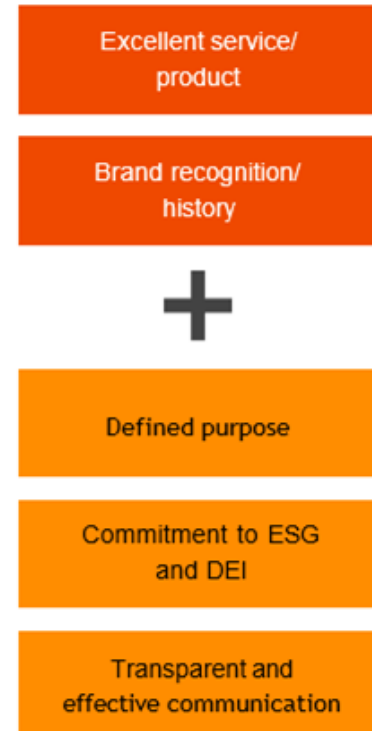 Excellent service/
product
Brand recognition/
history
+
Defined purpose
Commitment to ESG
and DEI
Transparent and
effective communication